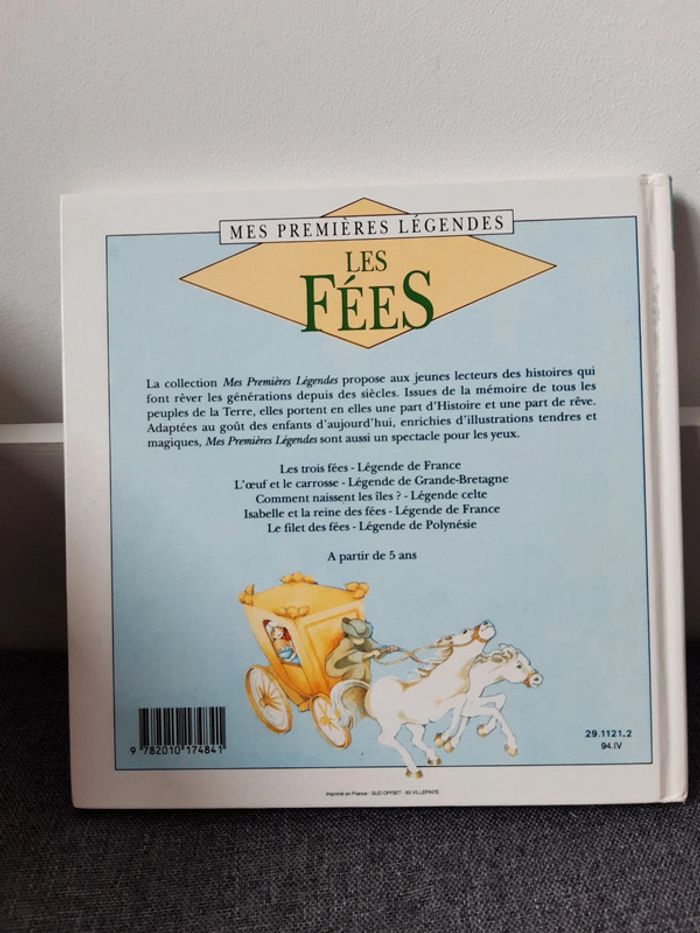 MES PREMIÈRES LÉGENDES
LES
FÉES
La collection Mes Premières Légendes propose aux jeunes lecteurs des histoires qui
font rêver les générations depuis des siècles. Issues de la mémoire de tous les
peuples de la Terre, elles portent en elles une part d'Histoire et une part de rêve.
Adaptées au goût des enfants d'aujourd'hui, enrichies d'illustrations tendres et
magiques, Mes Premières Légendes sont aussi un spectacle pour les yeux.
Les trois fées - Légende de France
L'œuf et le carrosse - Légende de Grande-Bretagne
Comment naissent les îles ? - Légende celte
Isabelle et la reine des fées - Légende de France
Le filet des fées - Légende de Polynésie
A partir de 5 ans
9 782010 174841
29.1121.2
94.IV
Imprimé en France - SUD OFFSET - 93 VILLEPINTE